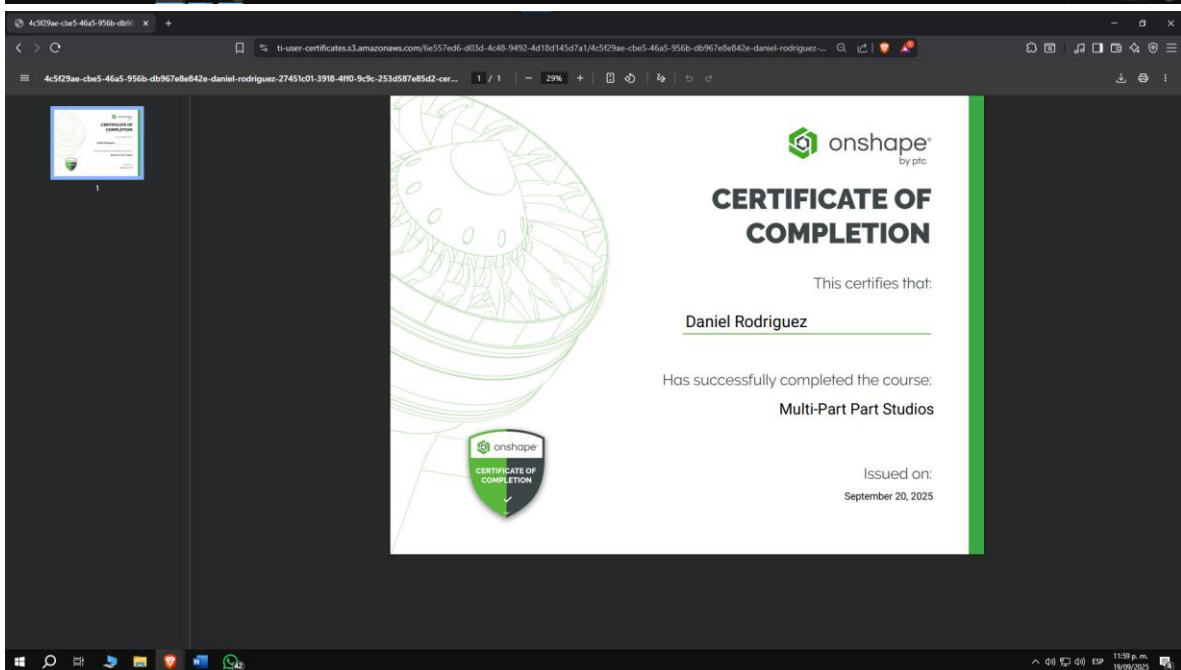 4c5f29ae-cbe5-46a5-956b-db96
ti-user-certificates.s3.amazonaws.com/6e557ed6-d03d-4c48-9492-4d18d145d7a1/4c5f29ae-cbe5-46a5-956b-db967e8e842e-daniel-rodriguez-...
4c5f29ae-cbe5-46a5-956b-db967e8e842e-daniel-rodriguez-27451c01-3918-4ff0-9c9c-253d587e85d2-cer...
1 / 1
29%
1
onshape
by ptc
CERTIFICATE OF
COMPLETION
This certifies that:
Daniel Rodriguez
Has successfully completed the course:
Multi-Part Part Studios
onshape
CERTIFICATE OF
COMPLETION
Issued on:
September 20, 2025
42
ESP
11:59 p. m.
19/09/2025